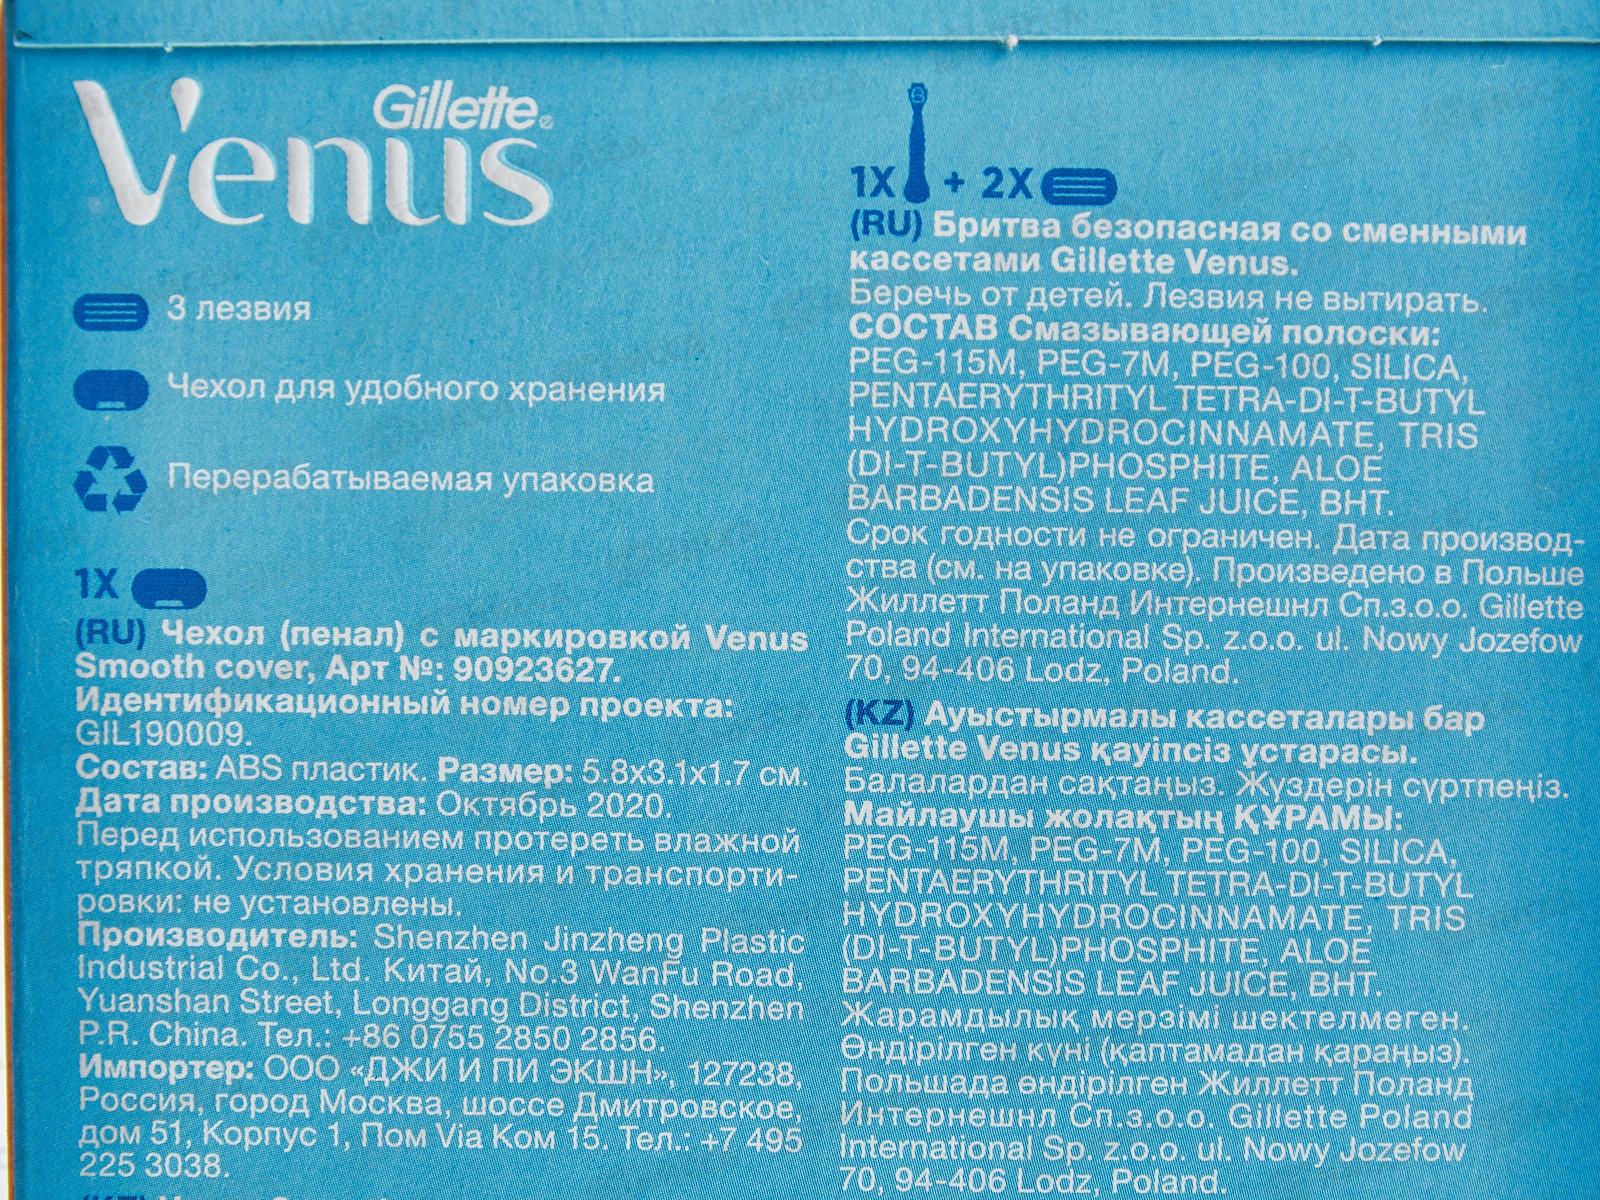 Gillette
Venus
3 лезвия
Чехол для удобного хранения
Перерабатываемая упаковка
1X
(RU) Чехол (пенал) с маркировкой Venus
Smooth cover, Арт №: 90923627.
Идентификационный номер проекта:
GIL190009.
Состав: ABS пластик. Размер: 5.8x3.1x1.7 см.
Дата производства: Октябрь 2020.
Перед использованием протереть влажной
тряпкой. Условия хранения и транспорти-
ровки: не установлены.
Производитель: Shenzhen Jinzheng Plastic
Industrial Co., Ltd. Китай, No.3 WanFu Road,
Yuanshan Street, Longgang District, Shenzhen
P.R. China. Тел.: +86 0755 2850 2856.
Импортер: ООО «ДЖИ И ПИ ЭКШН», 127238,
Россия, город Москва, шоссе Дмитровское,
дом 51, Корпус 1, Пом Via Ком 15. Тел.: +7 495
225 3038.
1X + 2X
(RU) Бритва безопасная со сменными
кассетами Gillette Venus.
Беречь от детей. Лезвия не вытирать.
СОСТАВ Смазывающей полоски:
PEG-115M, PEG-7M, PEG-100, SILICA,
PENTAERYTHRITYL TETRA-DI-T-BUTYL
HYDROXYHYDROCINNAMATE, TRIS
(DI-T-BUTYL)PHOSPHITE, ALOE
BARBADENSIS LEAF JUICE, BHT.
Срок годности не ограничен. Дата производ-
ства (см. на упаковке). Произведено в Польше
Жиллетт Поланд Интернешнл Сп.з.о.о. Gillette
Poland International Sp. z.o.o. ul. Nowy Jozefow
70, 94-406 Lodz, Poland.
(KZ) Ауыстырмалы кассеталары бар
Gillette Venus қауіпсіз ұстарасы.
Балалардан сақтаңыз. Жүздерін сүртпеңіз.
Майлаушы жолақтың ҚҰРАМЫ:
PEG-115M, PEG-7M, PEG-100, SILICA,
PENTAERYTHRITYL TETRA-DI-T-BUTYL
HYDROXYHYDROCINNAMATE, TRIS
(DI-T-BUTYL)PHOSPHITE, ALOE
BARBADENSIS LEAF JUICE, BHT.
Жарамдылық мерзімі шектелмеген.
Өндірілген күні (қаптамадан қараңыз).
Польшада өндірілген Жиллетт Поланд
Интернешнл Сп.з.о.о. Gillette Poland
International Sp. z.o.o. ul. Nowy Jozefow
70, 94-406 Lodz, Poland.